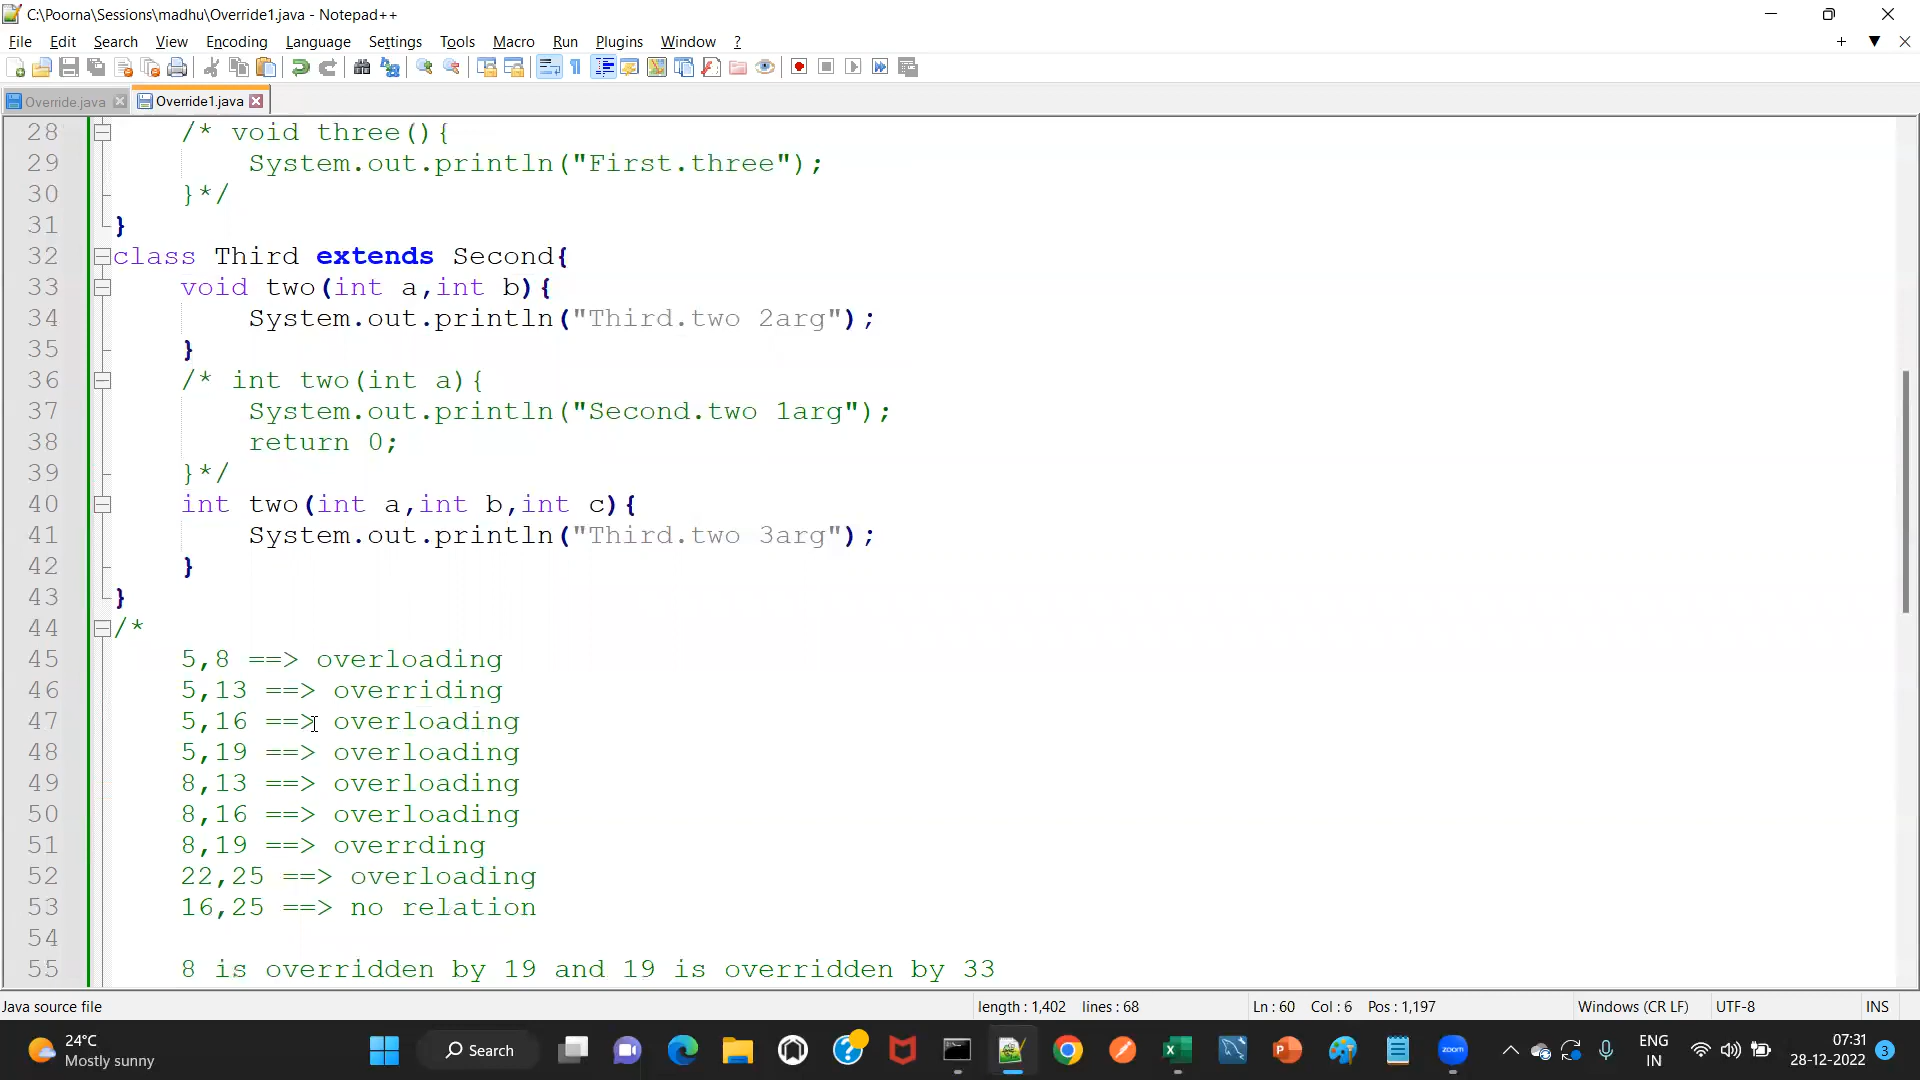 C:\Poorna\Sessions\madhu\Override1.java - Notepad++
File Edit Search View Encoding Language Settings Tools Macro Run Plugins Window ?
Override.java Override1.java
28 /* void three(){
29 System.out.println("First.three");
30 }*/
31 }
32 class Third extends Second{
33 void two(int a,int b){
34 System.out.println("Third.two 2arg");
35 }
36 /* int two(int a){
37 System.out.println("Second.two 1arg");
38 return 0;
39 }*/
40 int two(int a,int b,int c){
41 System.out.println("Third.two 3arg");
42 }
43 }
44 /*
45 5,8 ==> overloading
46 5,13 ==> overriding
47 5,16 ==> overloading
48 5,19 ==> overloading
49 8,13 ==> overloading
50 8,16 ==> overloading
51 8,19 ==> overrding
52 22,25 ==> overloading
53 16,25 ==> no relation
54
55 8 is overridden by 19 and 19 is overridden by 33
Java source file length : 1,402 lines : 68 Ln : 60 Col : 6 Pos : 1,197 Windows (CR LF) UTF-8 INS
24°C
Mostly sunny
Search
zoom
ENG
IN
07:31
28-12-2022
3